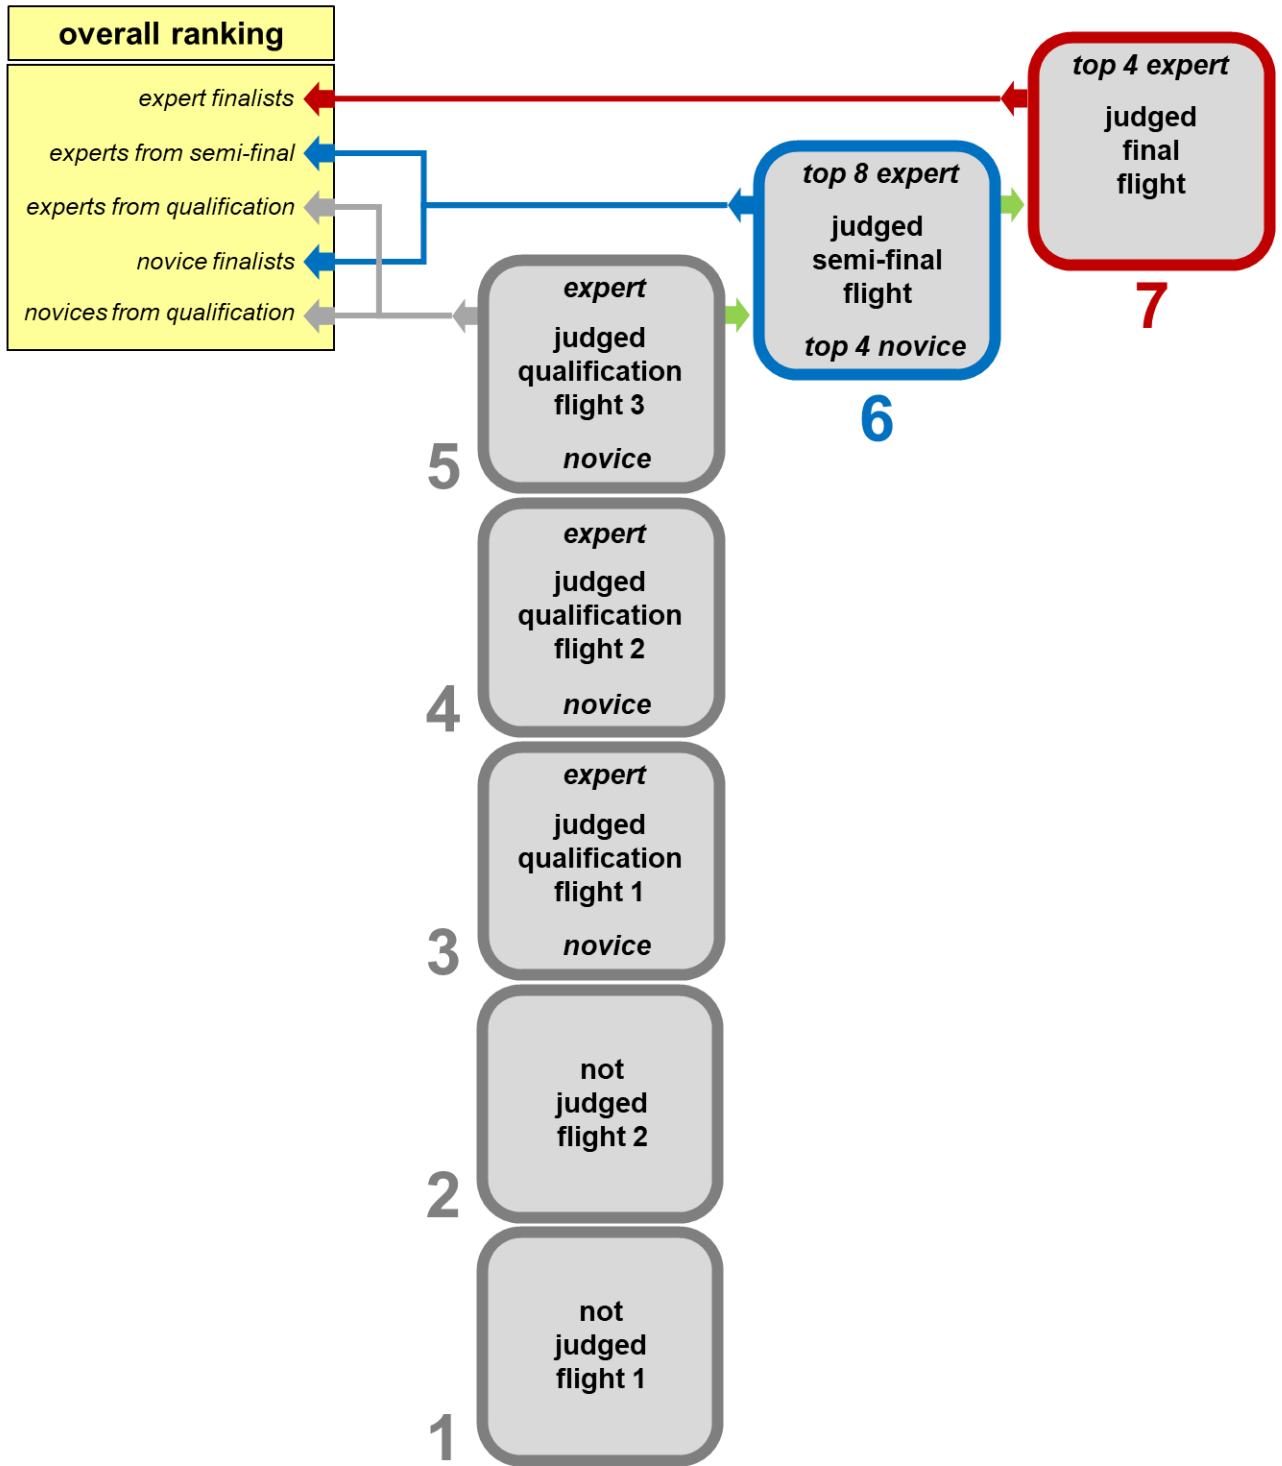 overall ranking
expert finalists
experts from semi-final
experts from qualification
novice finalists
novices from qualification
top 4 expert
judged
final
flight
7
top 8 expert
judged
semi-final
flight
top 4 novice
6
expert
judged
qualification
flight 3
novice
5
expert
judged
qualification
flight 2
novice
4
expert
judged
qualification
flight 1
novice
3
not
judged
flight 2
2
not
judged
flight 1
1